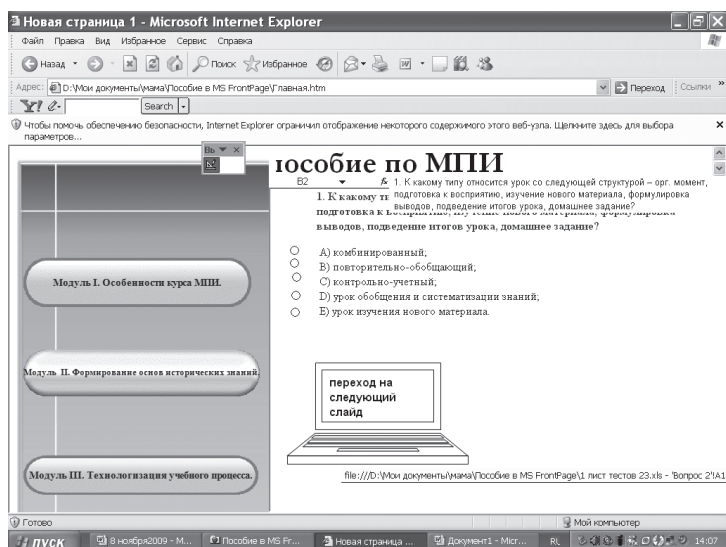 Новая страница 1 - Microsoft Internet Explorer
Файл Правка Вид Избранное Сервис Справка
Назад Поиск Избранное
Адрес: D:\Мои документы\мама\Пособие в MS FrontPage\Главная.htm Переход Ссылки »
Search
Чтобы помочь обеспечению безопасности, Internet Explorer ограничил отображение некоторого содержимого этого веб-узла. Щелкните здесь для выбора
параметров...
Вь
пособие по МПИ
B2 fx 1. К какому типу относится урок со следующей структурой – орг. момент,
подготовка к восприятию, изучение нового материала, формулировка
выводов, подведение итогов урока, домашнее задание?
1. К какому ти
подготовка к восприятию, изучение нового материала, формулировка
выводов, подведение итогов урока, домашнее задание?
A) комбинированный;
B) повторительно-обобщающий;
C) контрольно-учетный;
D) урок обобщения и систематизации знаний;
E) урок изучения нового материала.
Модуль I. Особенности курса МПИ.
Модуль II. Формирование основ исторических знаний.
Модуль III. Технологизация учебного процесса.
переход на
следующий
слайд
file:///D:\Мои документы\мама\Пособие в MS FrontPage\1 лист тестов 23.xls - 'Вопрос 2'!A1
Готово Мой компьютер
пуск 8 ноября2009 - M... Пособие в MS Fr... Новая страница ... Документ1 - Micr... RU 14:07